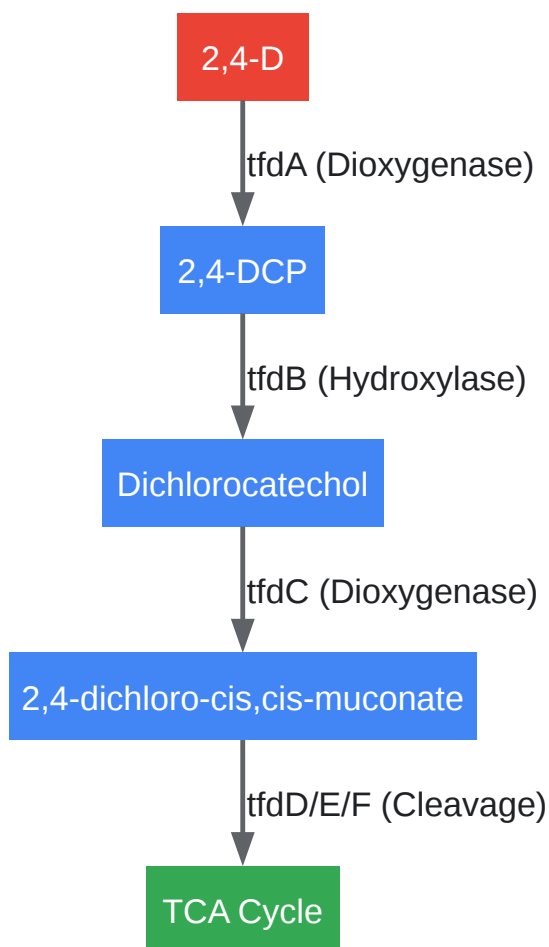 2,4-D
tfdA (Dioxygenase)
2,4-DCP
tfdB (Hydroxylase)
Dichlorocatechol
tfdC (Dioxygenase)
2,4-dichloro-cis,cis-muconate
tfdD/E/F (Cleavage)
TCA Cycle